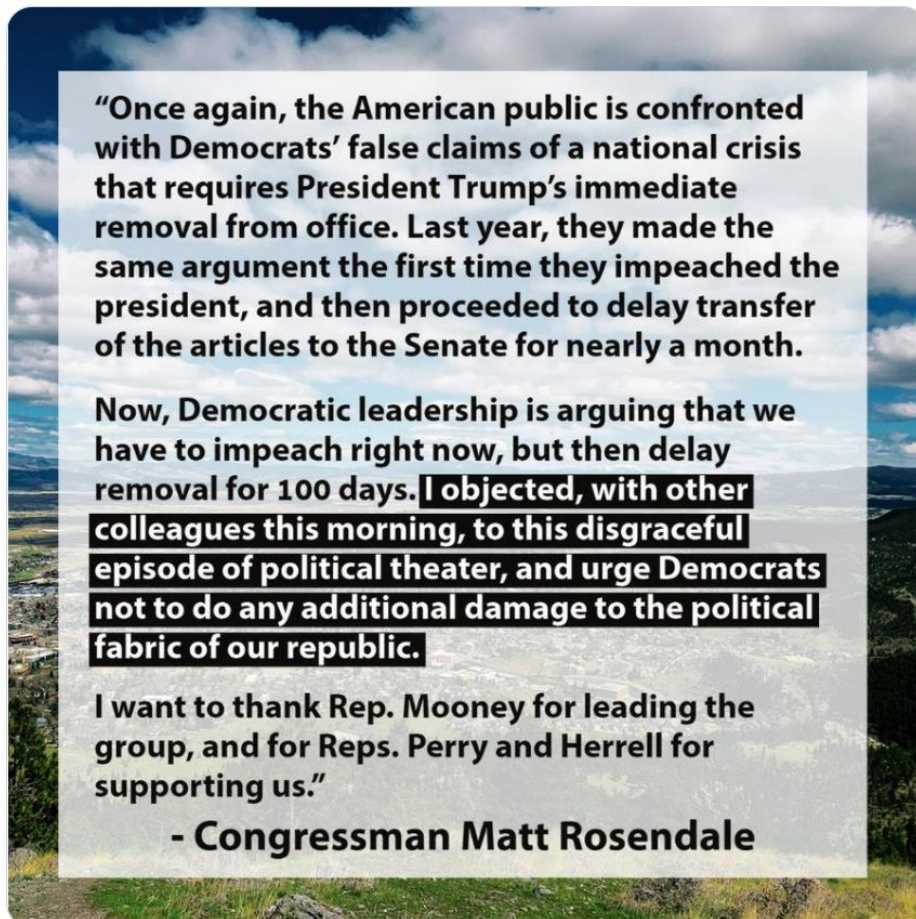 “Once again, the American public is confronted
with Democrats’ false claims of a national crisis
that requires President Trump’s immediate
removal from office. Last year, they made the
same argument the first time they impeached the
president, and then proceeded to delay transfer
of the articles to the Senate for nearly a month.
Now, Democratic leadership is arguing that we
have to impeach right now, but then delay
removal for 100 days. I objected, with other
colleagues this morning, to this disgraceful
episode of political theater, and urge Democrats
not to do any additional damage to the political
fabric of our republic.
I want to thank Rep. Mooney for leading the
group, and for Reps. Perry and Herrell for
supporting us.”
- Congressman Matt Rosendale